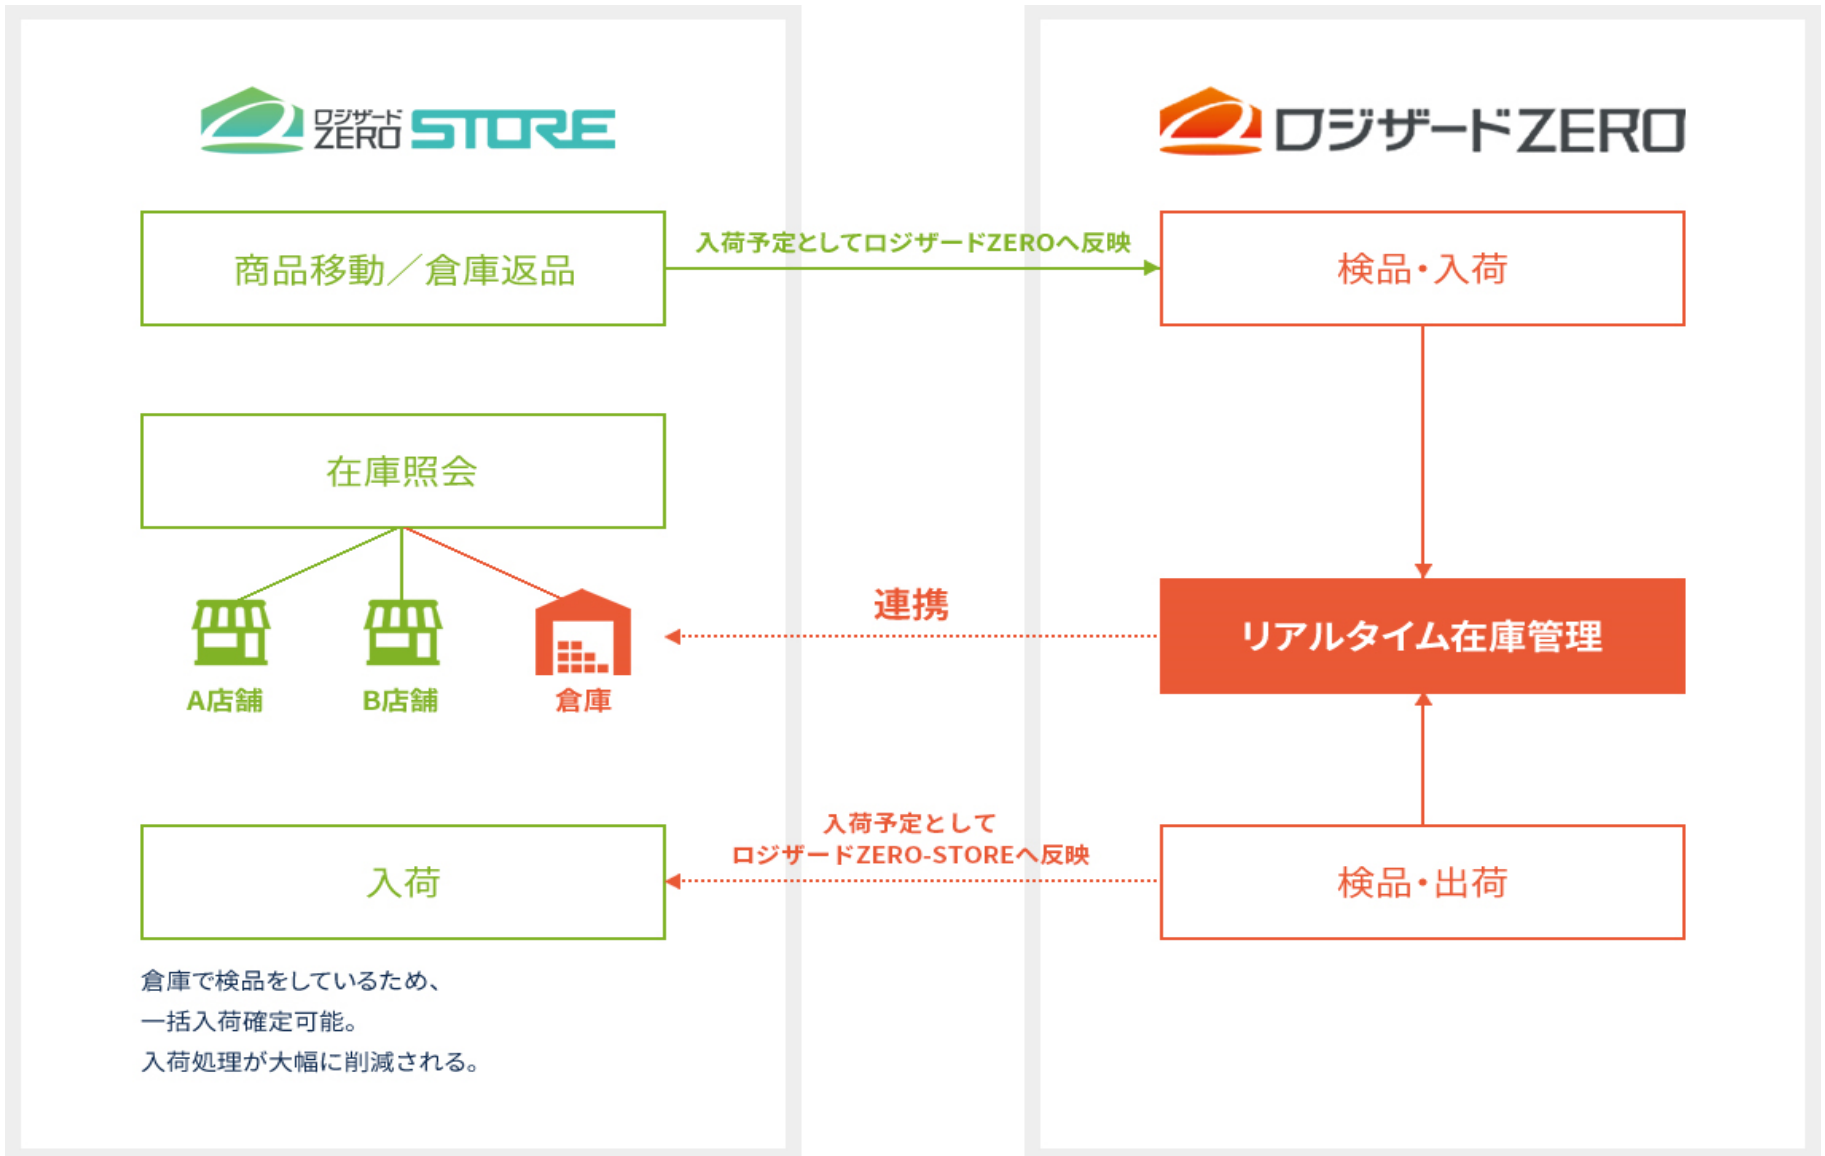 ロジザード
ZERO STORE
商品移動／倉庫返品
在庫照会
A店舗
B店舗
倉庫
入荷
倉庫で検品をしているため、
一括入荷確定可能。
入荷処理が大幅に削減される。
入荷予定としてロジザードZEROへ反映
連携
入荷予定として
ロジザードZERO-STOREへ反映
ロジザードZERO
検品・入荷
リアルタイム在庫管理
検品・出荷